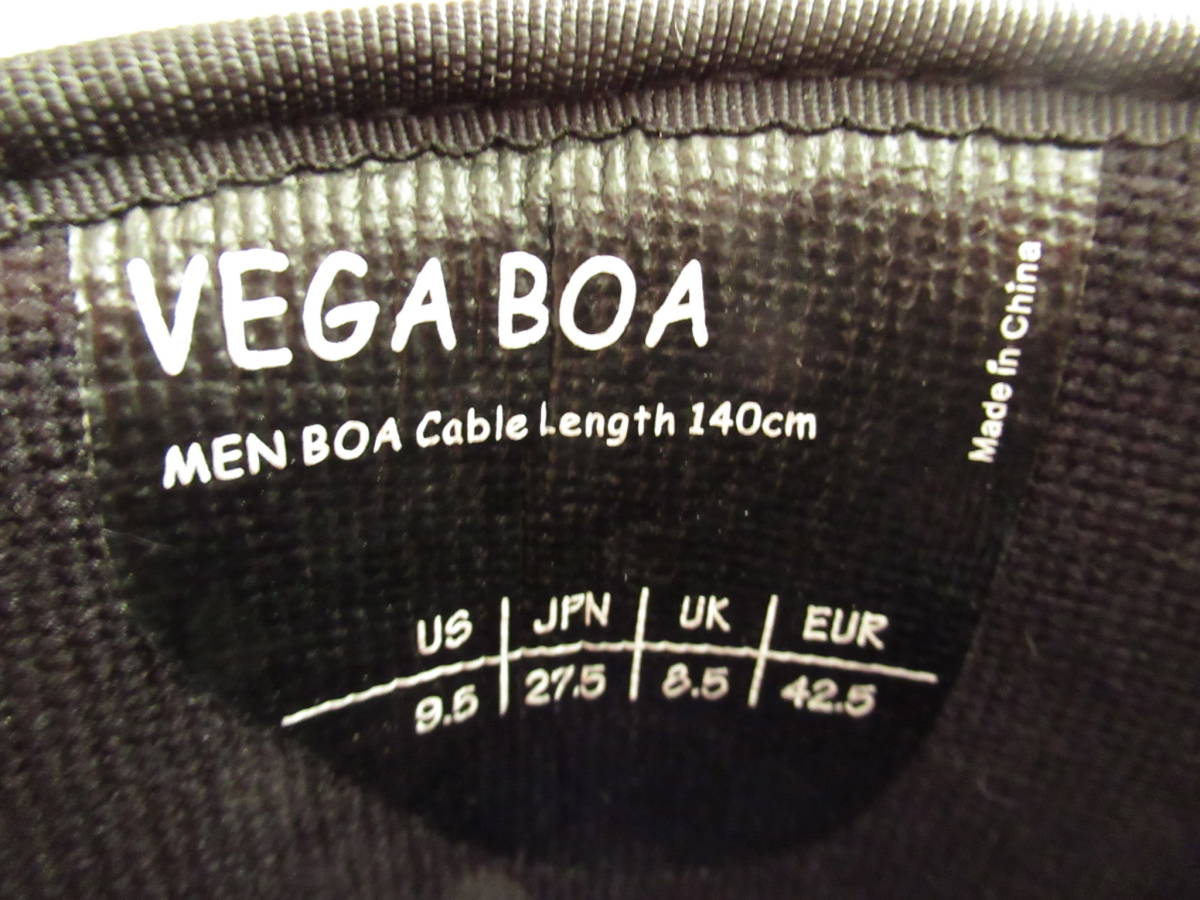 VEGA BOA
MEN BOA Cable Length 140cm
Made in China
US JPN UK EUR
9.5 27.5 8.5 42.5